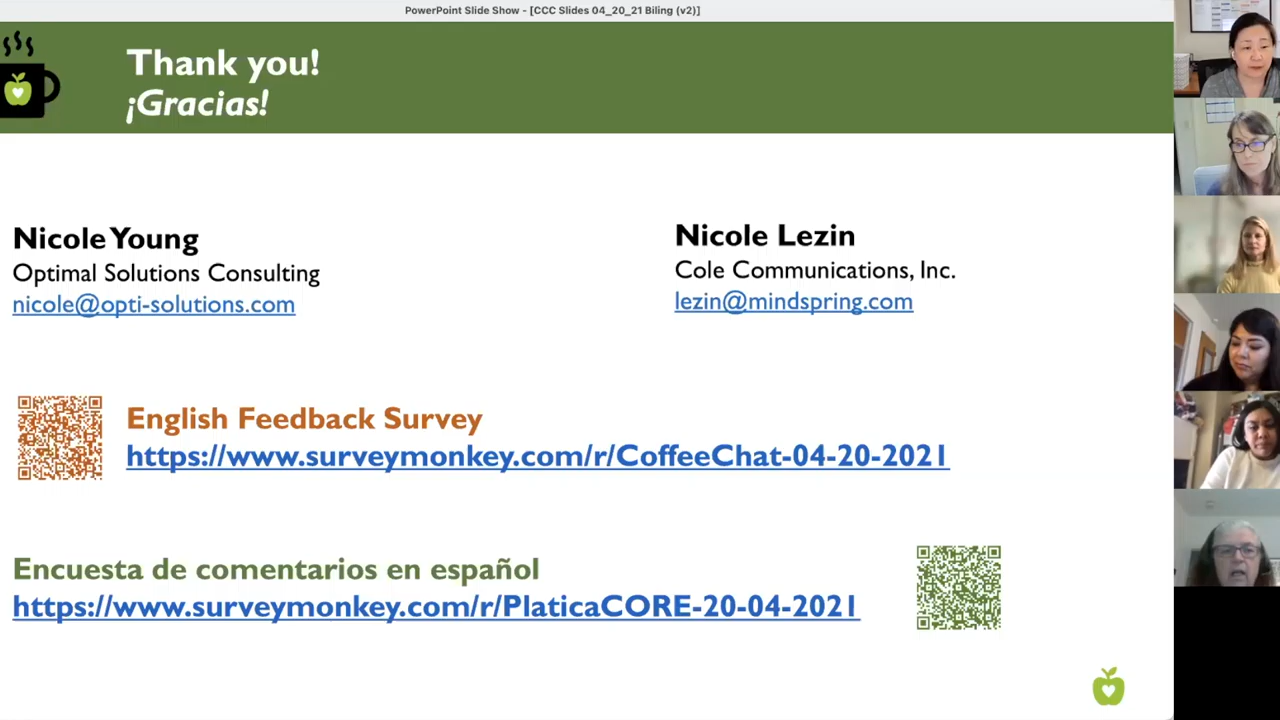 PowerPoint Slide Show - [CCC Slides 04_20_21 Biling (v2)]
Thank you!
¡Gracias!
Nicole Young
Optimal Solutions Consulting
nicole@opti-solutions.com
Nicole Lezin
Cole Communications, Inc.
lezin@mindspring.com
English Feedback Survey
https://www.surveymonkey.com/r/CoffeeChat-04-20-2021
Encuesta de comentarios en español
https://www.surveymonkey.com/r/PlaticaCORE-20-04-2021